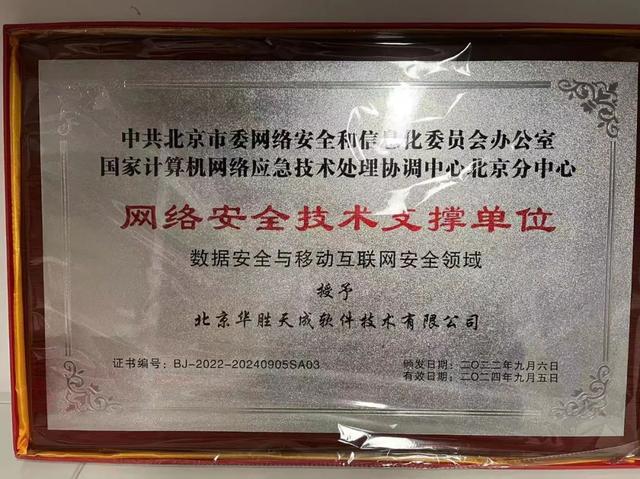 中共北京市委网络安全和信息化委员会办公室
国家计算机网络应急技术处理协调中心北京分中心
网络安全技术支撑单位
数据安全与移动互联网安全领域
授予
北京华胜天成软件技术有限公司
证书编号：BJ-2022-20240905SA03
颁发日期：二〇二二年九月六日
有效日期：二〇二四年九月五日